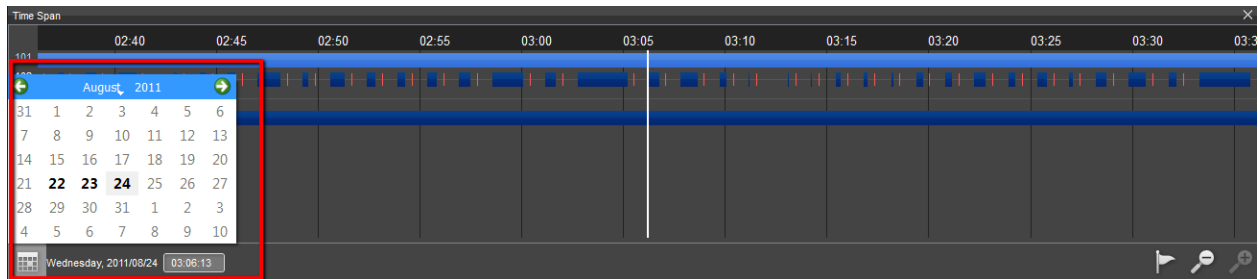 Time Span
02:40 02:45 02:50 02:55 03:00 03:05 03:10 03:15 03:20 03:25 03:30
101
August 2011
31 1 2 3 4 5 6
7 8 9 10 11 12 13
14 15 16 17 18 19 20
21 22 23 24 25 26 27
28 29 30 31 1 2 3
4 5 6 7 8 9 10
Wednesday, 2011/08/24 03:06:13